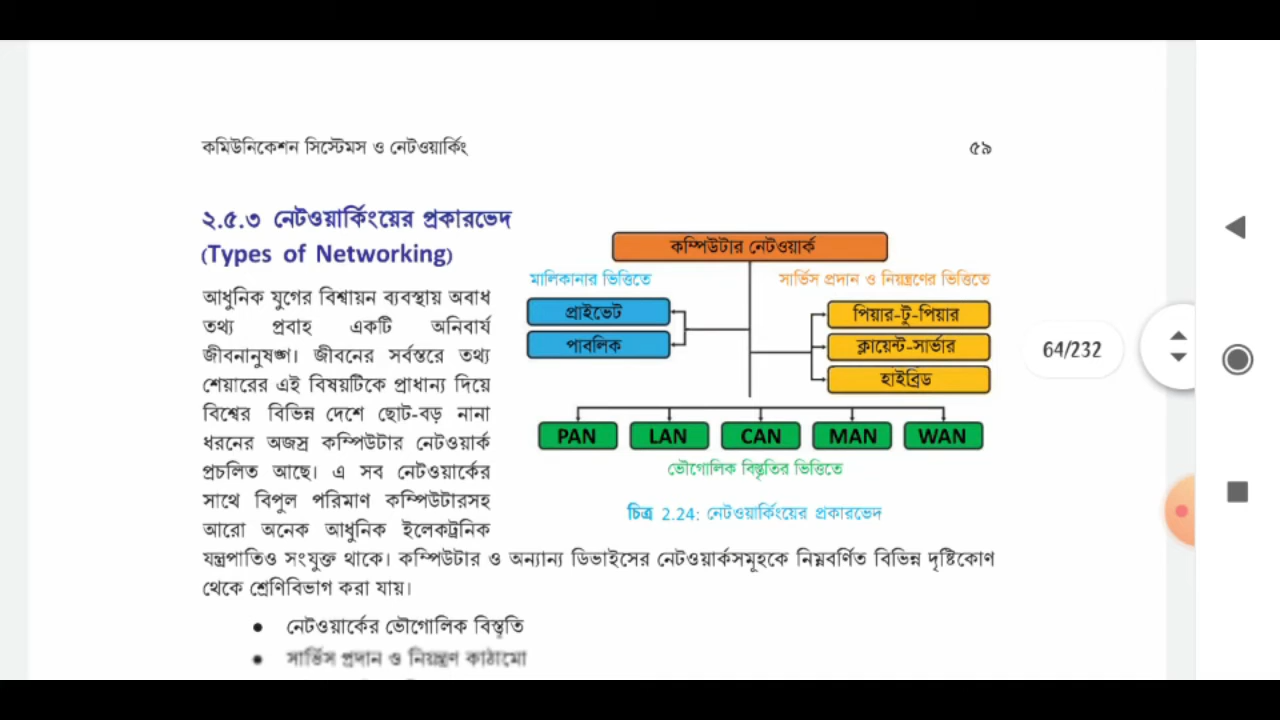 কমিউনিকেশন সিস্টেমস ও নেটওয়ার্কিং
৫৯
২.৫.৩ নেটওয়ার্কিংয়ের প্রকারভেদ
(Types of Networking)
আধুনিক যুগের বিশ্বায়ন ব্যবস্থায় অবাধ
তথ্য প্রবাহ একটি অনিবার্য
জীবনানুষঙ্গ। জীবনের সর্বস্তরে তথ্য
শেয়ারের এই বিষয়টিকে প্রাধান্য দিয়ে
বিশ্বের বিভিন্ন দেশে ছোট-বড় নানা
ধরনের অজস্র কম্পিউটার নেটওয়ার্ক
প্রচলিত আছে। এ সব নেটওয়ার্কের
সাথে বিপুল পরিমাণ কম্পিউটারসহ
আরো অনেক আধুনিক ইলেকট্রনিক
কম্পিউটার নেটওয়ার্ক
মালিকানার ভিত্তিতে
প্রাইভেট
পাবলিক
সার্ভিস প্রদান ও নিয়ন্ত্রণের ভিত্তিতে
পিয়ার-টু-পিয়ার
ক্লায়েন্ট-সার্ভার
হাইব্রিড
PAN LAN CAN MAN WAN
ভৌগোলিক বিস্তৃতির ভিত্তিতে
চিত্র 2.24: নেটওয়ার্কিংয়ের প্রকারভেদ
যন্ত্রপাতিও সংযুক্ত থাকে। কম্পিউটার ও অন্যান্য ডিভাইসের নেটওয়ার্কসমূহকে নিম্নবর্ণিত বিভিন্ন দৃষ্টিকোণ
থেকে শ্রেণিবিভাগ করা যায়।
● নেটওয়ার্কের ভৌগোলিক বিস্তৃতি
● সার্ভিস প্রদান ও নিয়ন্ত্রণ কাঠামো
64/232